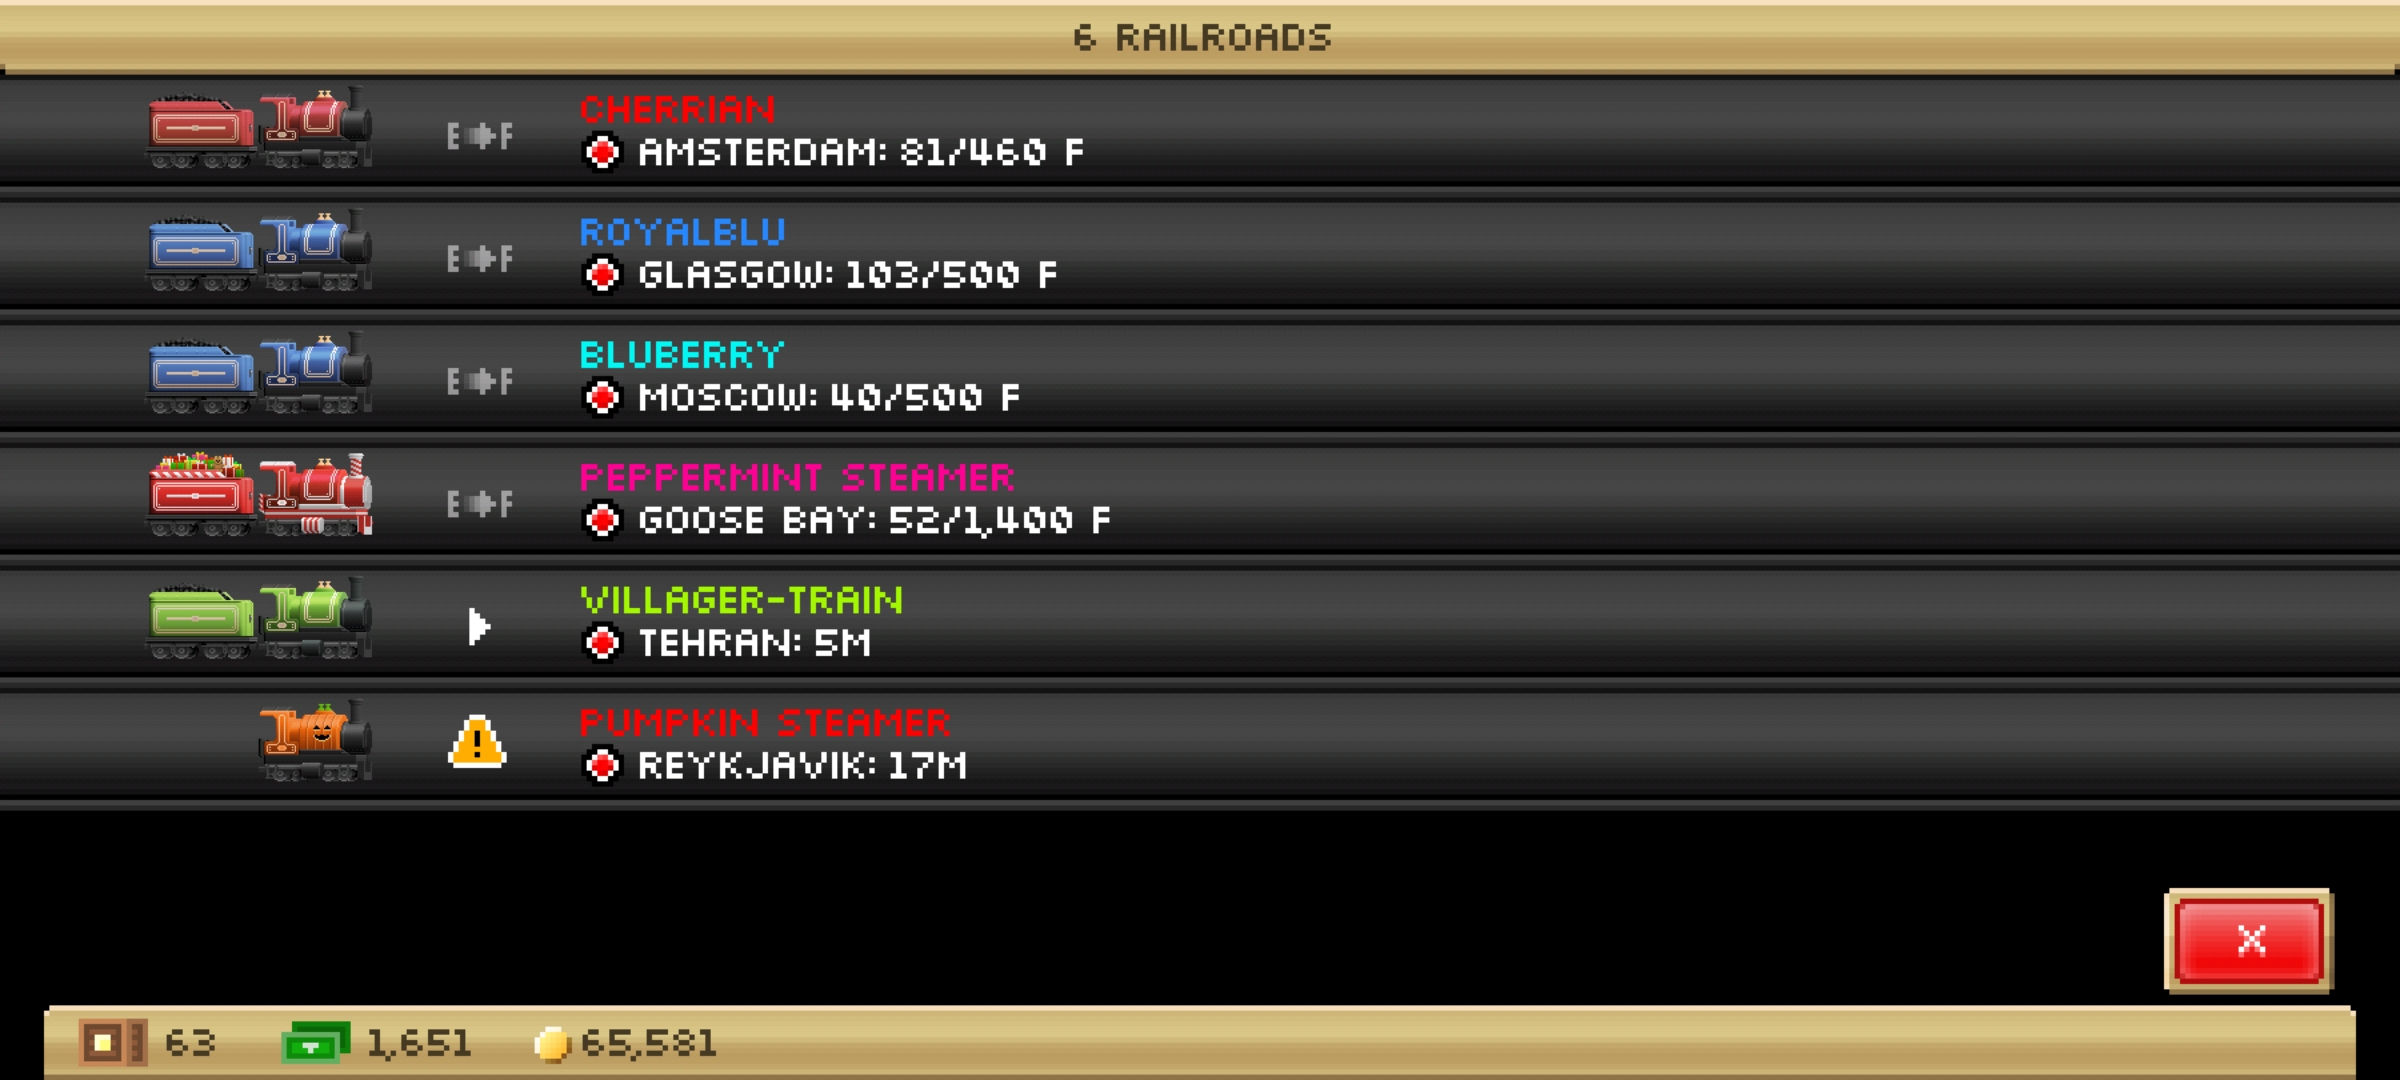 6 RAILROADS
E F
CHERRIAN
AMSTERDAM: 81/460 F
E F
ROYALBLU
GLASGOW: 103/500 F
E F
BLUBERRY
MOSCOW: 40/500 F
E F
PEPPERMINT STEAMER
GOOSE BAY: 52/1,400 F
VILLAGER-TRAIN
TEHRAN: 5M
!
PUMPKIN STEAMER
REYKJAVIK: 17M
X
63 1,651 65,581